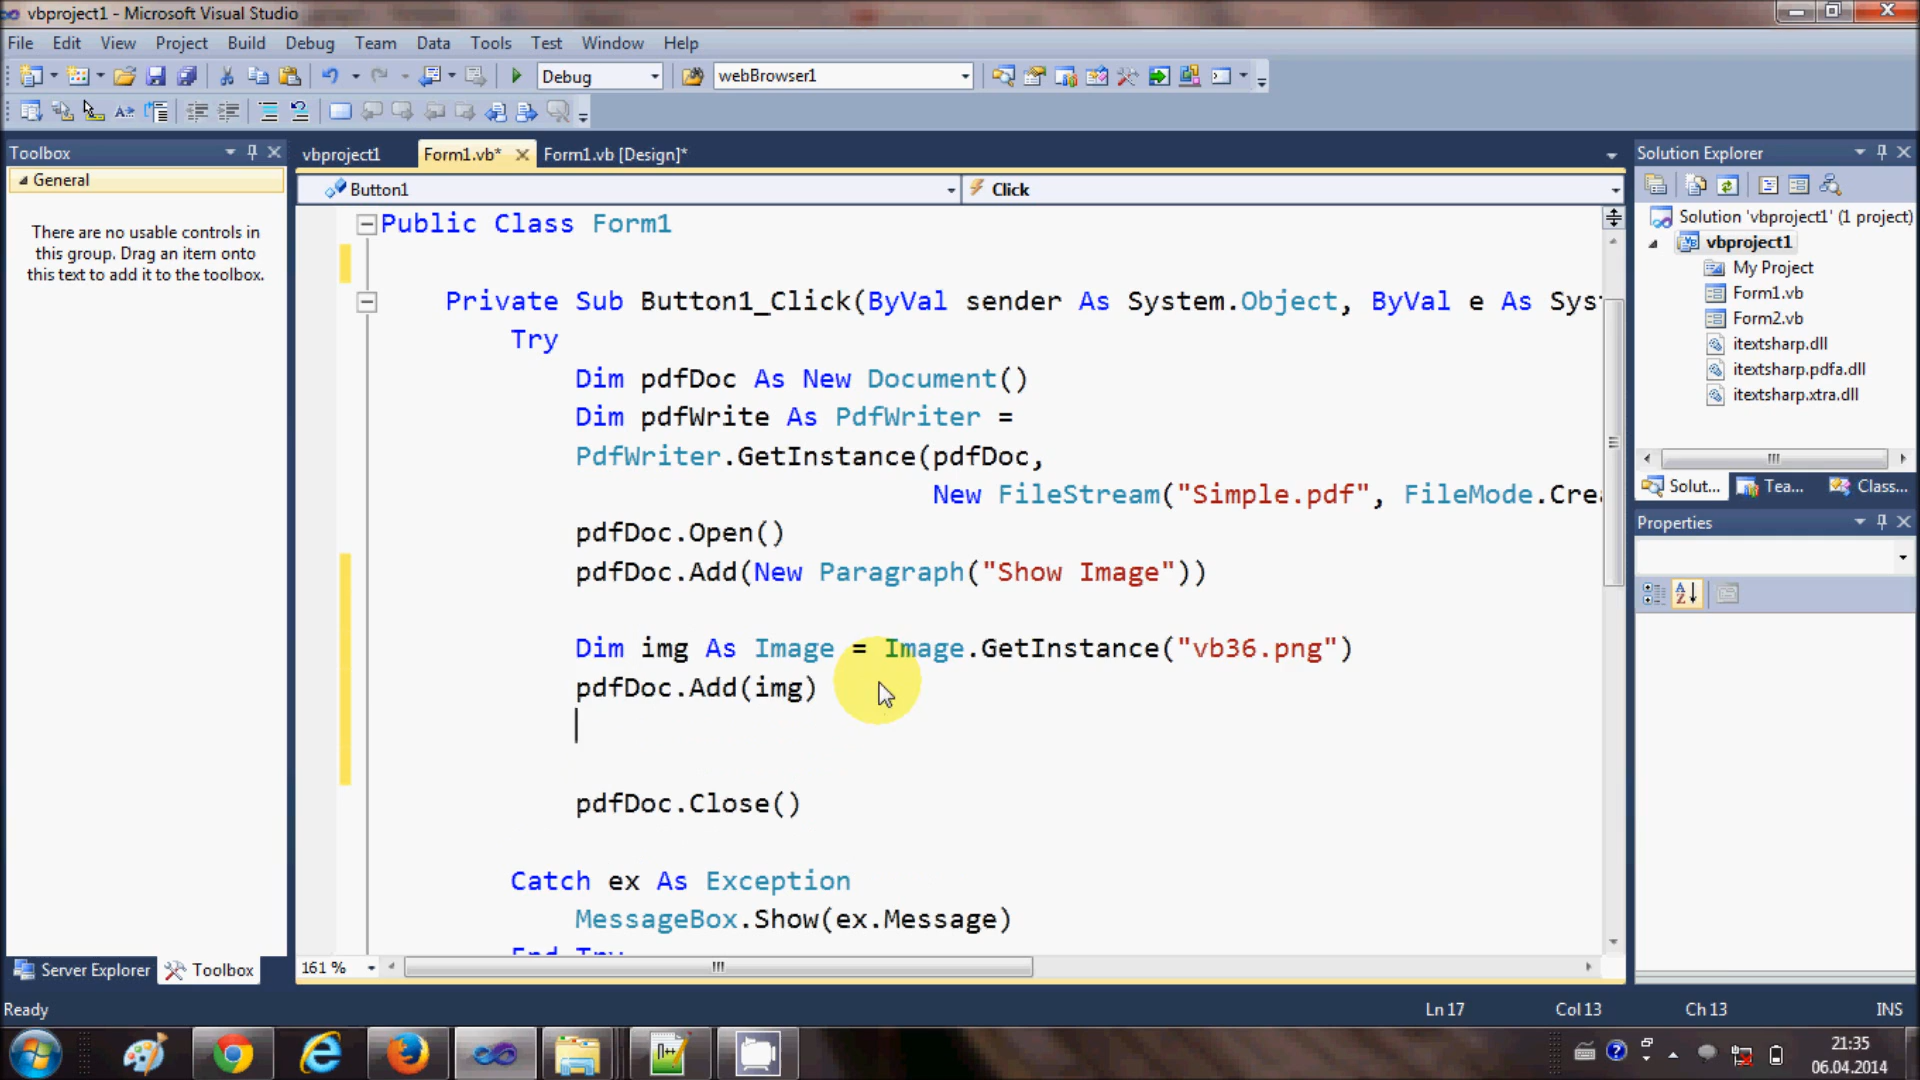 vbproject1 - Microsoft Visual Studio
File Edit View Project Build Debug Team Data Tools Test Window Help
Debug webBrowser1
Toolbox
General
There are no usable controls in
this group. Drag an item onto
this text to add it to the toolbox.
Server Explorer Toolbox
vbproject1 Form1.vb* Form1.vb [Design]*
Button1 Click
Public Class Form1
Private Sub Button1_Click(ByVal sender As System.Object, ByVal e As Sys
Try
Dim pdfDoc As New Document()
Dim pdfWrite As PdfWriter =
PdfWriter.GetInstance(pdfDoc,
New FileStream("Simple.pdf", FileMode.Cre
pdfDoc.Open()
pdfDoc.Add(New Paragraph("Show Image"))
Dim img As Image = Image.GetInstance("vb36.png")
pdfDoc.Add(img)
pdfDoc.Close()
Catch ex As Exception
MessageBox.Show(ex.Message)
End Try
161 %
Solution Explorer
Solution 'vbproject1' (1 project)
vbproject1
My Project
Form1.vb
Form2.vb
itextsharp.dll
itextsharp.pdfa.dll
itextsharp.xtra.dll
Solut... Tea... Class...
Properties
Ready Ln 17 Col 13 Ch 13 INS
21:35
06.04.2014